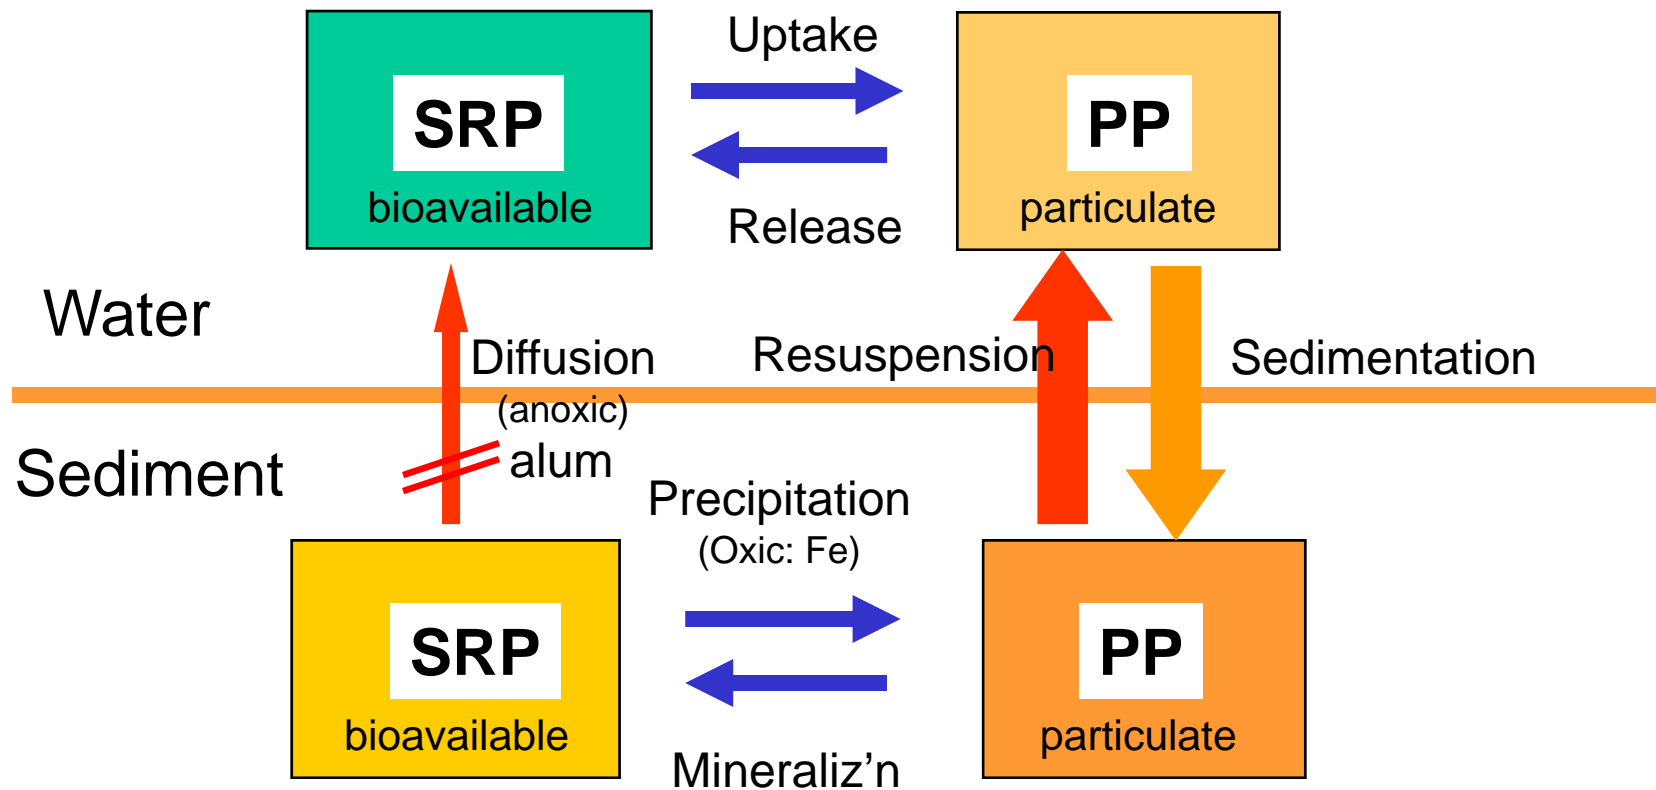 Uptake
SRP
bioavailable
PP
particulate
Release
Water
Diffusion
(anoxic)
alum
Resuspension
Sedimentation
Sediment
Precipitation
(Oxic: Fe)
SRP
bioavailable
PP
particulate
Mineraliz’n